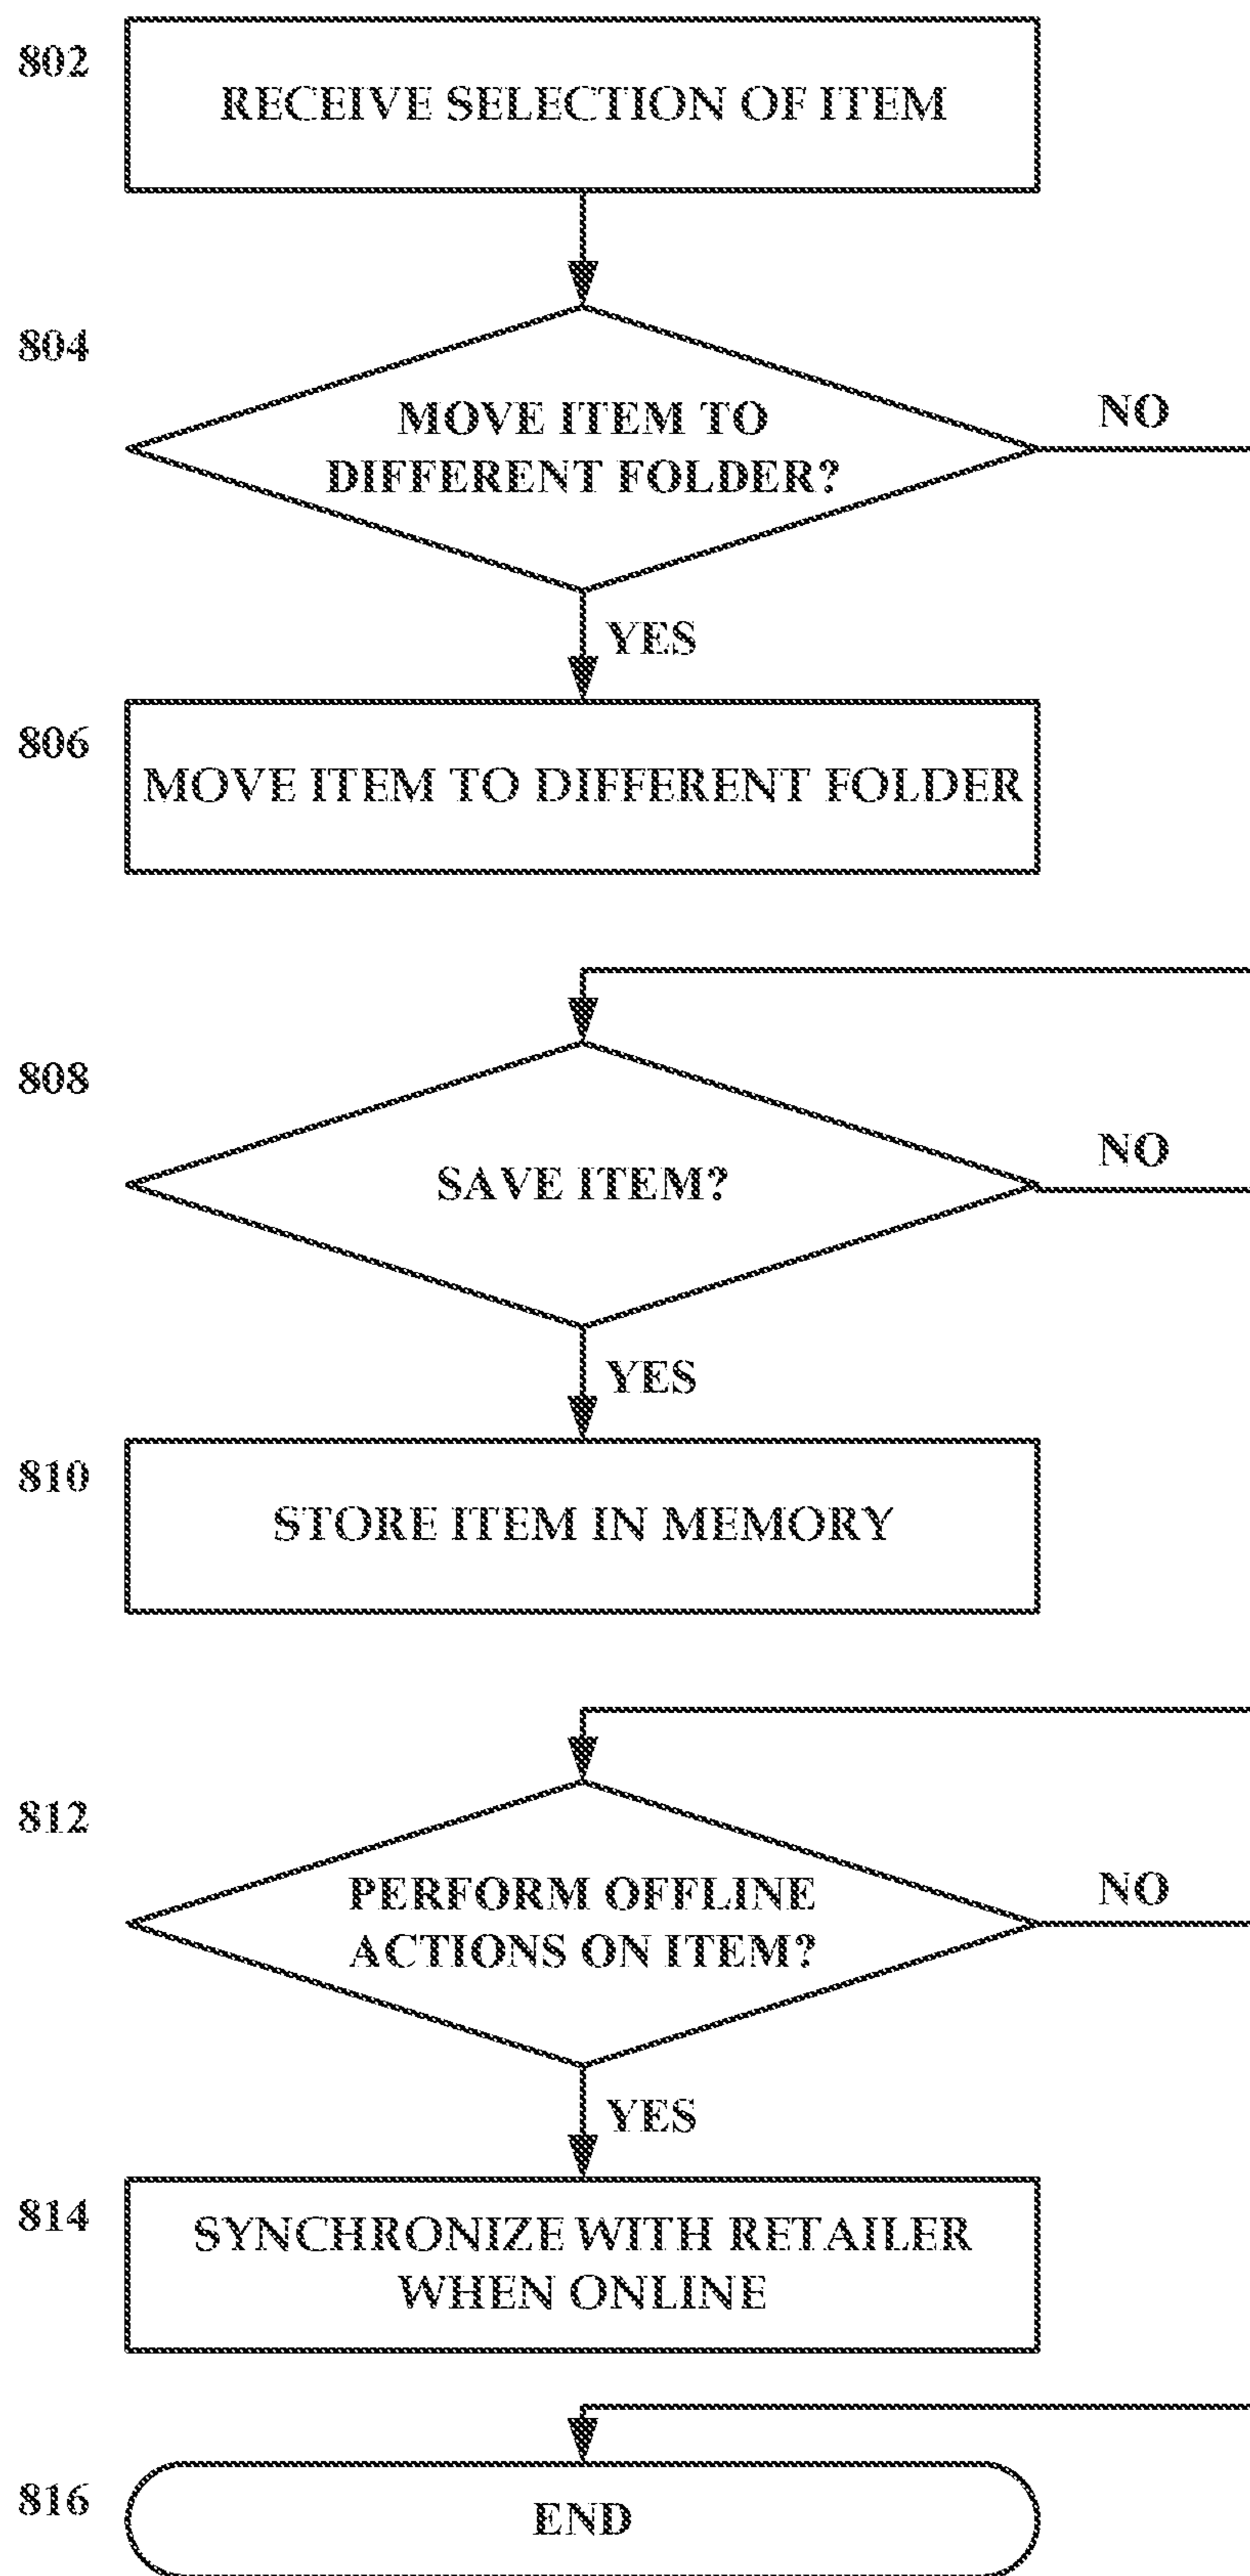 802
RECEIVE SELECTION OF ITEM
804
MOVE ITEM TO
DIFFERENT FOLDER?
NO
YES
806
MOVE ITEM TO DIFFERENT FOLDER
808
SAVE ITEM?
NO
YES
810
STORE ITEM IN MEMORY
812
PERFORM OFFLINE
ACTIONS ON ITEM?
NO
YES
814
SYNCHRONIZE WITH RETAILER
WHEN ONLINE
816
END